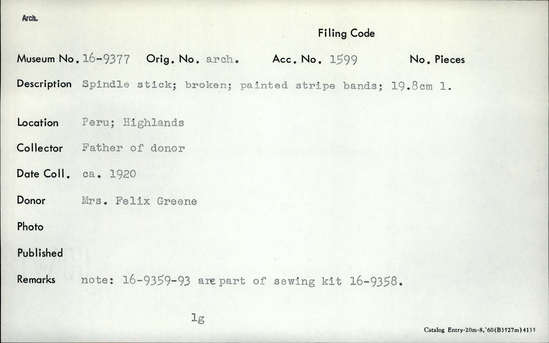 Arch.
Filing Code
Museum No. 16-9377 Orig. No. arch. Acc. No. 1599 No. Pieces
Description Spindle stick; broken; painted stripe bands; 19.8cm l.
Location Peru; Highlands
Collector Father of donor
Date Coll. ca. 1920
Donor Mrs. Felix Greene
Photo
Published
Remarks note: 16-9359-93 are part of sewing kit 16-9358.
lg
Catalog Entry-20m-8,'60(B3927m)4139